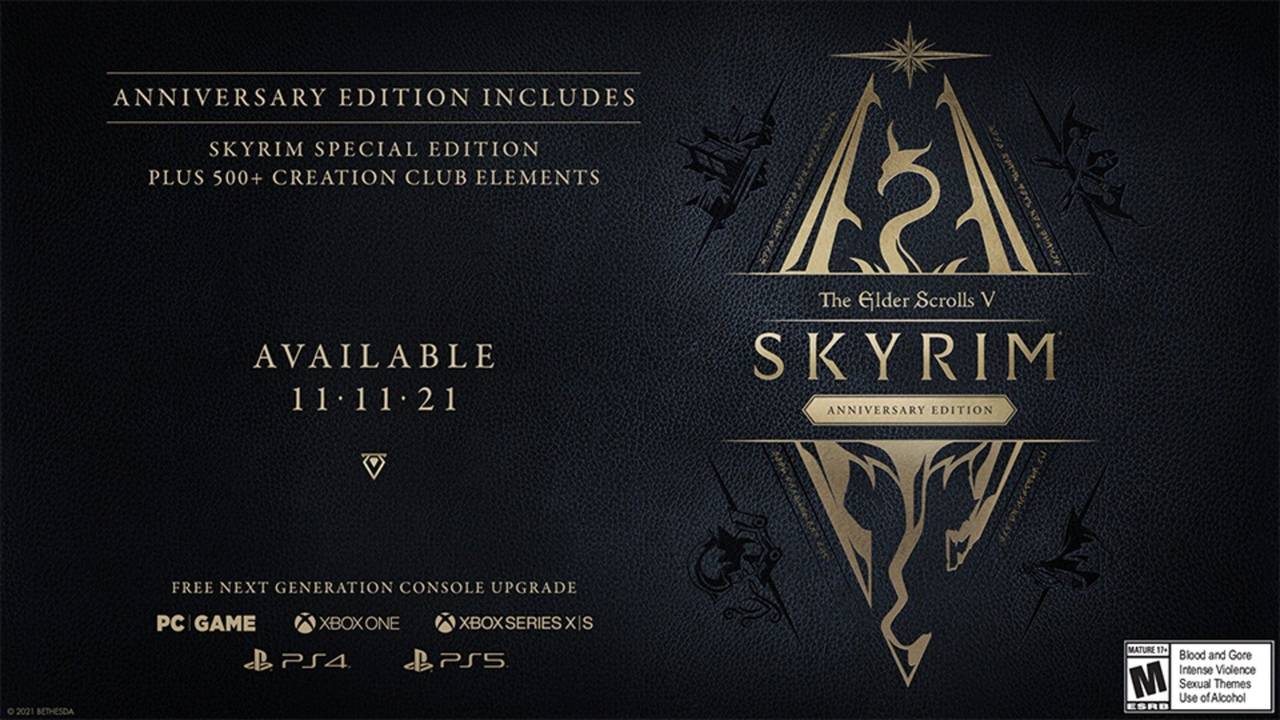 ANNIVERSARY EDITION INCLUDES
SKYRIM SPECIAL EDITION
PLUS 500+ CREATION CLUB ELEMENTS
AVAILABLE
11·11·21
FREE NEXT GENERATION CONSOLE UPGRADE
PC | GAME XBOX ONE XBOX SERIES X|S
PS4 PS5
© 2021 BETHESDA
The Elder Scrolls V
SKYRIM
ANNIVERSARY EDITION
MATURE 17+
M
ESRB
Blood and Gore
Intense Violence
Sexual Themes
Use of Alcohol